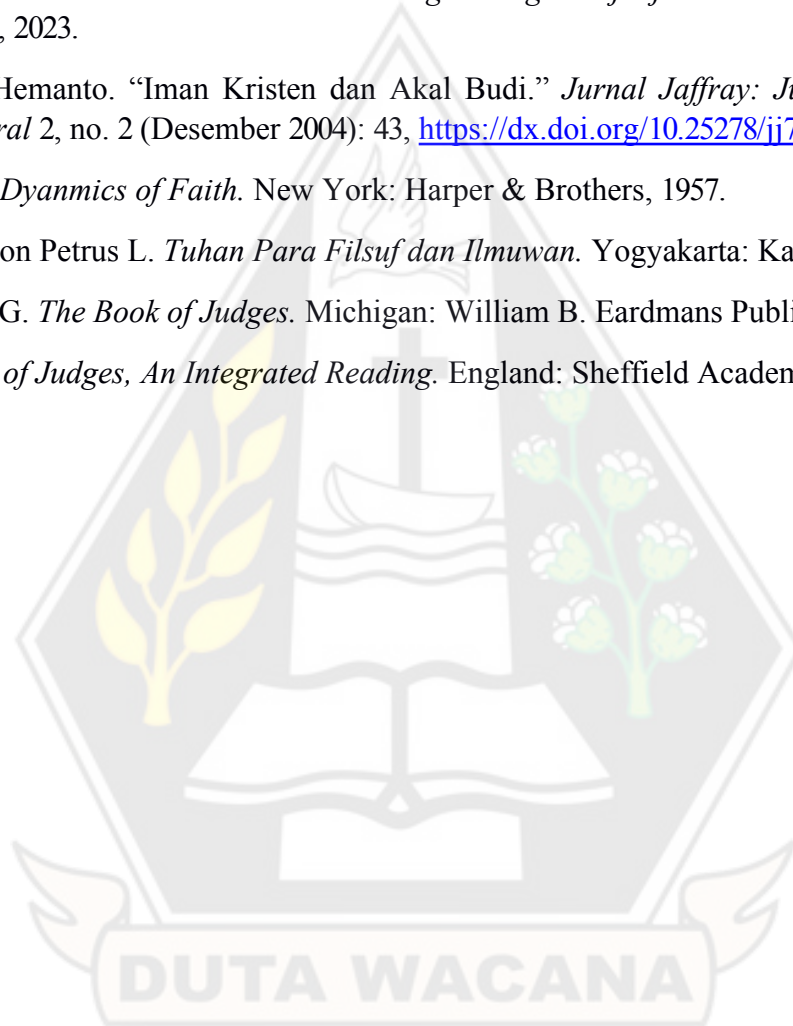 , 2023.
Hemanto. “Iman Kristen dan Akal Budi.” Jurnal Jaffray: Ju
ral 2, no. 2 (Desember 2004): 43, https://dx.doi.org/10.25278/jj7
Dyanmics of Faith. New York: Harper & Brothers, 1957.
on Petrus L. Tuhan Para Filsuf dan Ilmuwan. Yogyakarta: Ka
G. The Book of Judges. Michigan: William B. Eardmans Publi
of Judges, An Integrated Reading. England: Sheffield Academ
DUTA WACANA